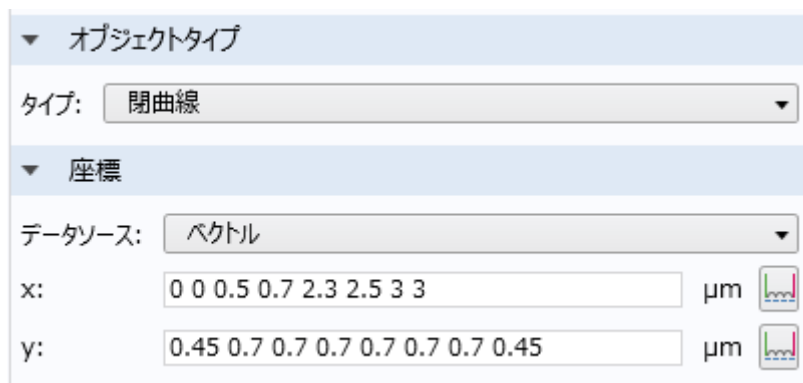 オブジェクトタイプ
タイプ: 閉曲線
座標
データソース: ベクトル
x: 0 0 0.5 0.7 2.3 2.5 3 3 µm
y: 0.45 0.7 0.7 0.7 0.7 0.7 0.7 0.45 µm